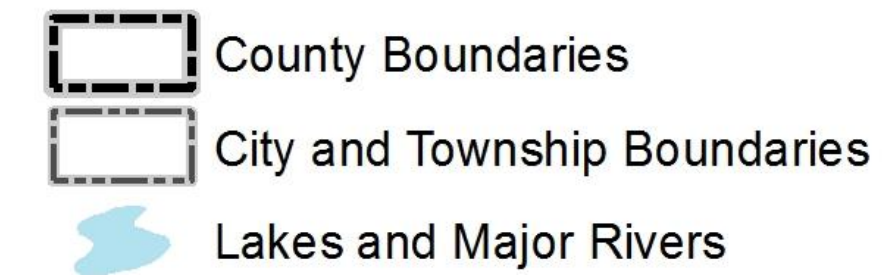 County Boundaries
City and Township Boundaries
Lakes and Major Rivers